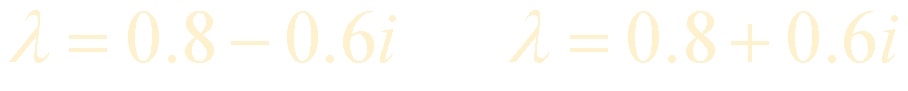 λ = 0.8 − 0.6i λ = 0.8 + 0.6i